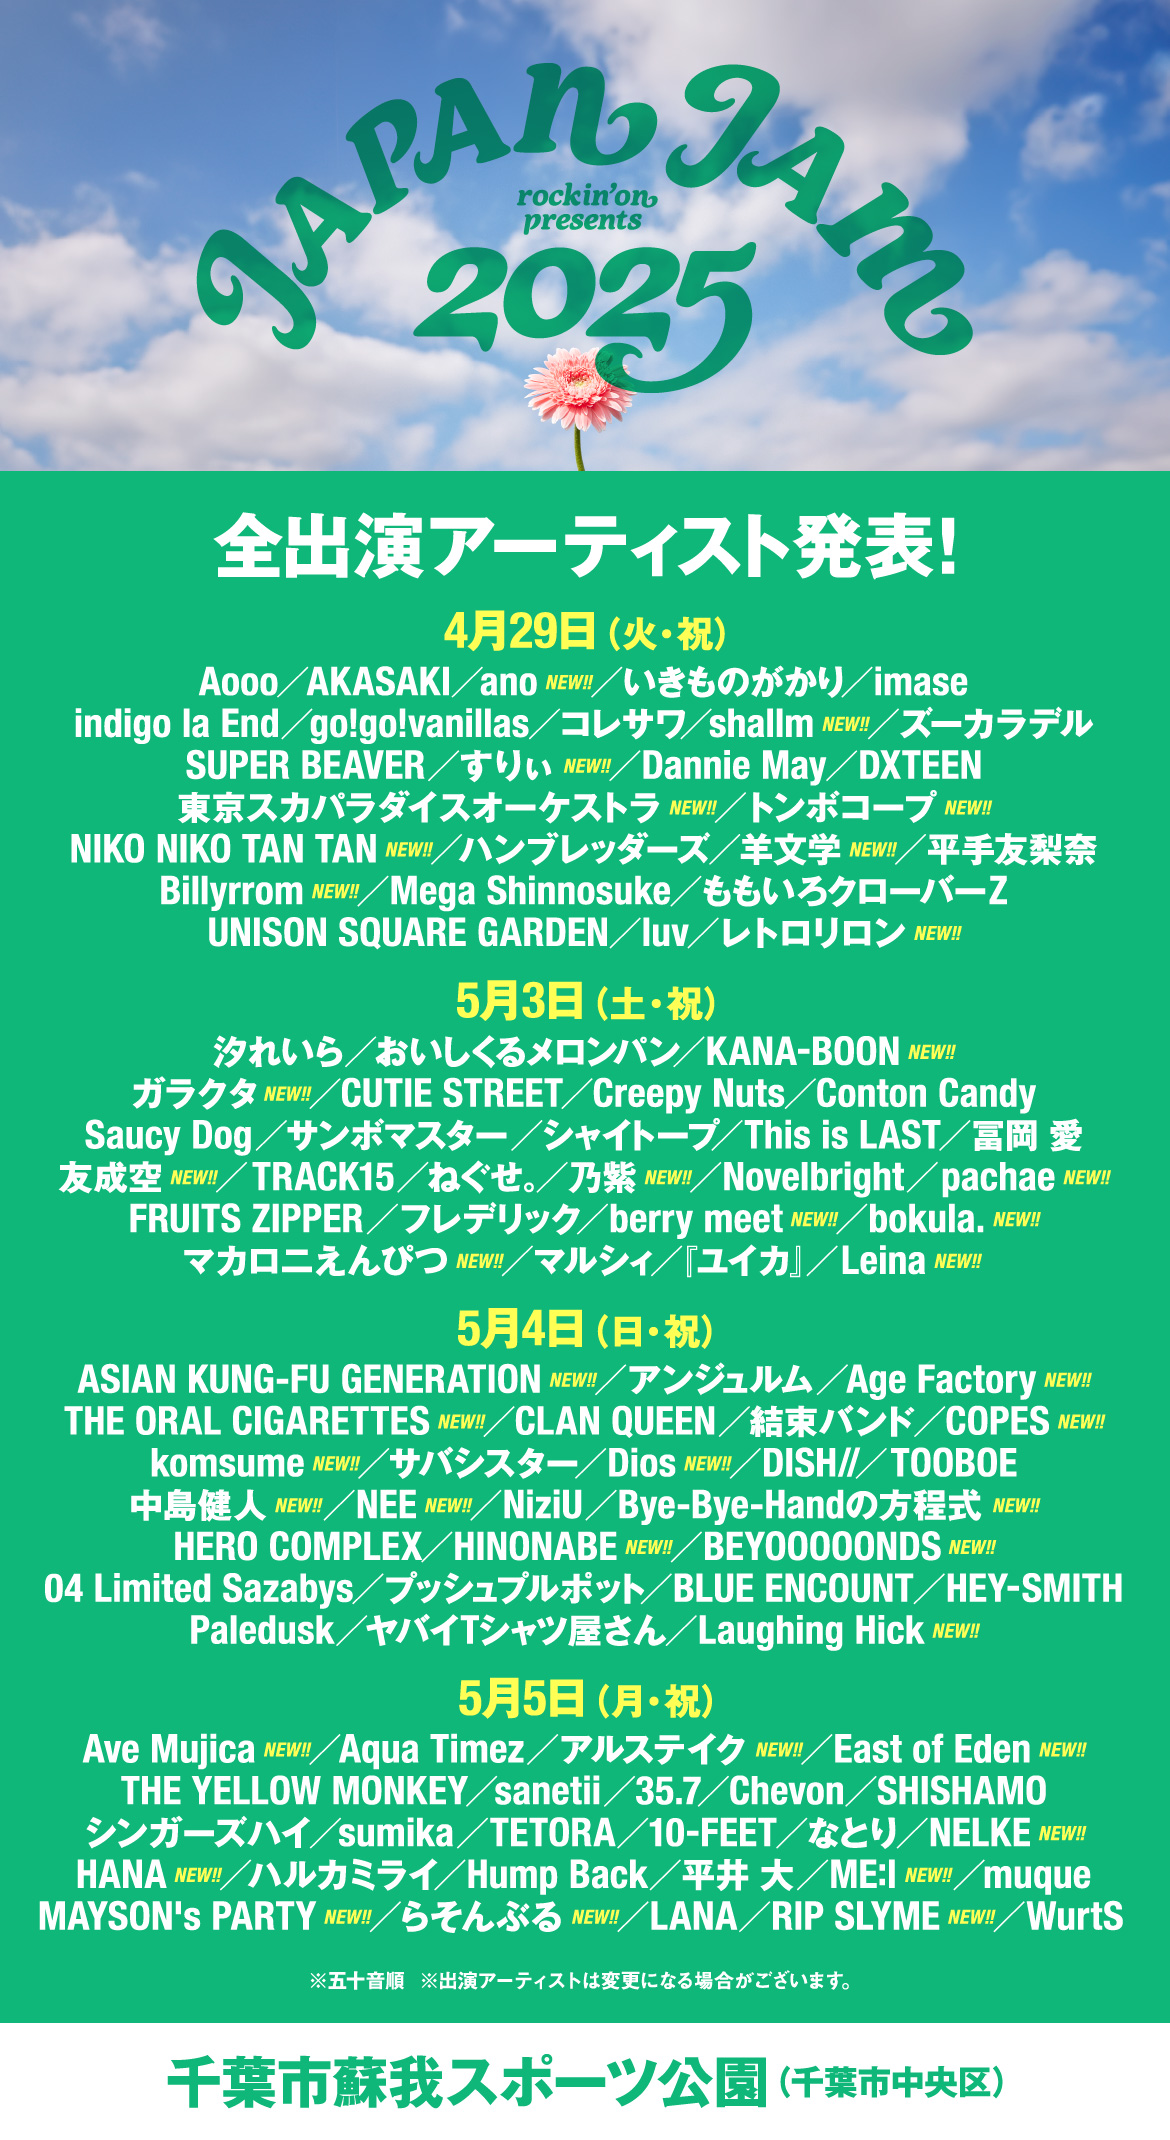 JAPAN JAM
rockin'on
presents
2025
全出演アーティスト発表!
4月29日（火・祝）
Aooo／AKASAKI／ano NEW!!／いきものがかり／imase
indigo la End／go!go!vanillas／コレサワ／shallm NEW!!／ズーカラデル
SUPER BEAVER／すりぃ NEW!!／Dannie May／DXTEEN
東京スカパラダイスオーケストラ NEW!!／トンボコープ NEW!!
NIKO NIKO TAN TAN NEW!!／ハンブレッダーズ／羊文学 NEW!!／平手友梨奈
Billyrrom NEW!!／Mega Shinnosuke／ももいろクローバーZ
UNISON SQUARE GARDEN／luv／レトロリロン NEW!!
5月3日（土・祝）
汐れいら／おいしくるメロンパン／KANA-BOON NEW!!
ガラクタ NEW!!／CUTIE STREET／Creepy Nuts／Conton Candy
Saucy Dog／サンボマスター／シャイトープ／This is LAST／冨岡 愛
友成空 NEW!!／TRACK15／ねぐせ。／乃紫 NEW!!／Novelbright／pachae NEW!!
FRUITS ZIPPER／フレデリック／berry meet NEW!!／bokula. NEW!!
マカロニえんぴつ NEW!!／マルシィ／『ユイカ』／Leina NEW!!
5月4日（日・祝）
ASIAN KUNG-FU GENERATION NEW!!／アンジュルム／Age Factory NEW!!
THE ORAL CIGARETTES NEW!!／CLAN QUEEN／結束バンド／COPES NEW!!
komsume NEW!!／サバシスター／Dios NEW!!／DISH//／TOOBOE
中島健人 NEW!!／NEE NEW!!／NiziU／Bye-Bye-Handの方程式 NEW!!
HERO COMPLEX／HINONABE NEW!!／BEYOOOOONDS NEW!!
04 Limited Sazabys／プッシュプルポット／BLUE ENCOUNT／HEY-SMITH
Paledusk／ヤバイTシャツ屋さん／Laughing Hick NEW!!
5月5日（月・祝）
Ave Mujica NEW!!／Aqua Timez／アルステイク NEW!!／East of Eden NEW!!
THE YELLOW MONKEY／sanetii／35.7／Chevon／SHISHAMO
シンガーズハイ／sumika／TETORA／10-FEET／なとり／NELKE NEW!!
HANA NEW!!／ハルカミライ／Hump Back／平井 大／ME:I NEW!!／muque
MAYSON's PARTY NEW!!／らそんぶる NEW!!／LANA／RIP SLYME NEW!!／WurtS
※五十音順 ※出演アーティストは変更になる場合がございます。
千葉市蘇我スポーツ公園（千葉市中央区）